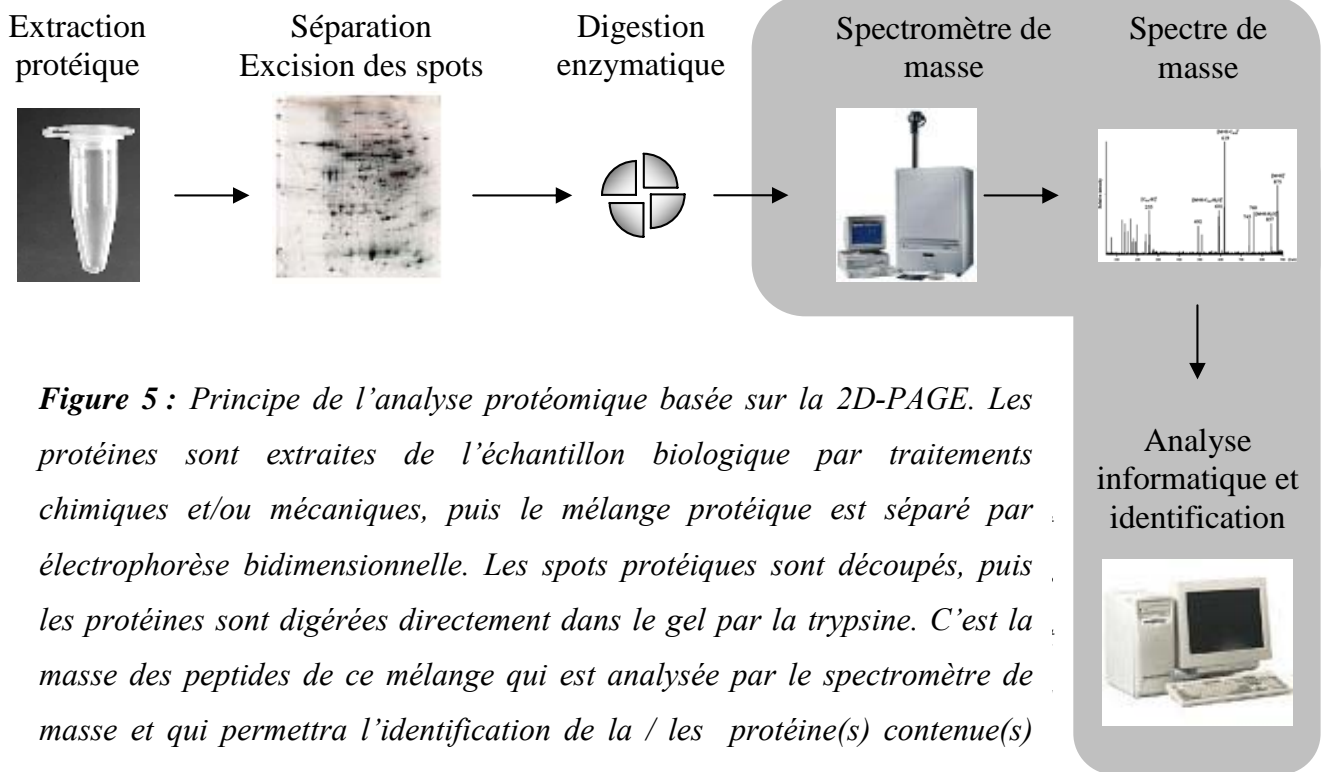 Extraction
protéique
Séparation
Excision des spots
Digestion
enzymatique
Spectromètre de
masse
Spectre de
masse
Figure 5 : Principe de l’analyse protéomique basée sur la 2D-PAGE. Les
protéines sont extraites de l’échantillon biologique par traitements
chimiques et/ou mécaniques, puis le mélange protéique est séparé par
électrophorèse bidimensionnelle. Les spots protéiques sont découpés, puis
les protéines sont digérées directement dans le gel par la trypsine. C’est la
masse des peptides de ce mélange qui est analysée par le spectromètre de
masse et qui permettra l’identification de la / les protéine(s) contenue(s)
Analyse
informatique et
identification